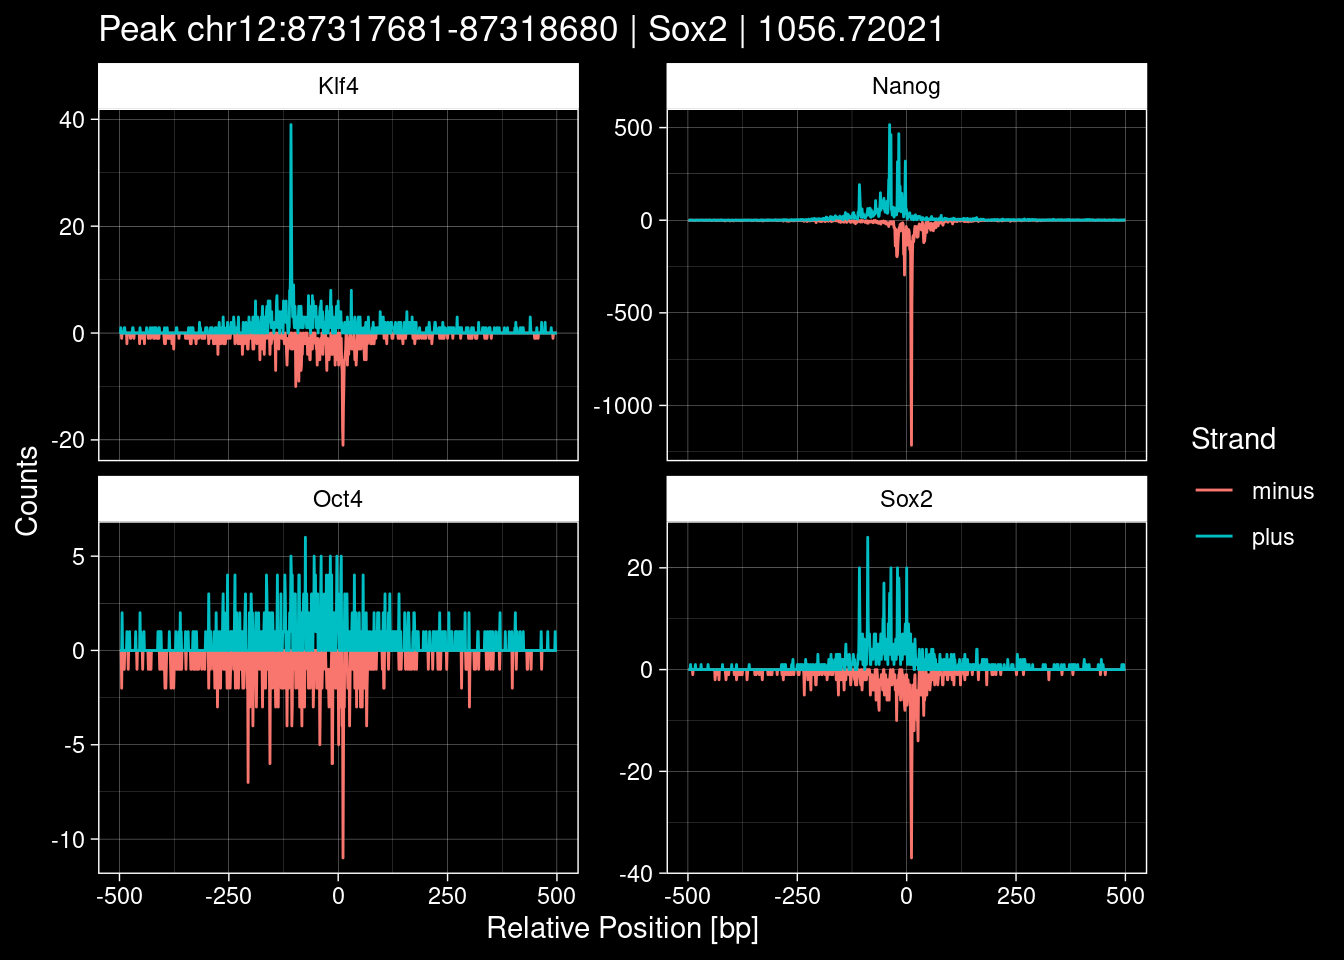 Peak chr12:87317681-87318680 | Sox2 | 1056.72021
Klf4
Nanog
40
20
0
-20
500
0
-500
-1000
Oct4
Sox2
5
0
-5
-10
20
0
-20
-40
-500 -250 0 250 500
-500 -250 0 250 500
Relative Position [bp]
Counts
Strand
minus
plus